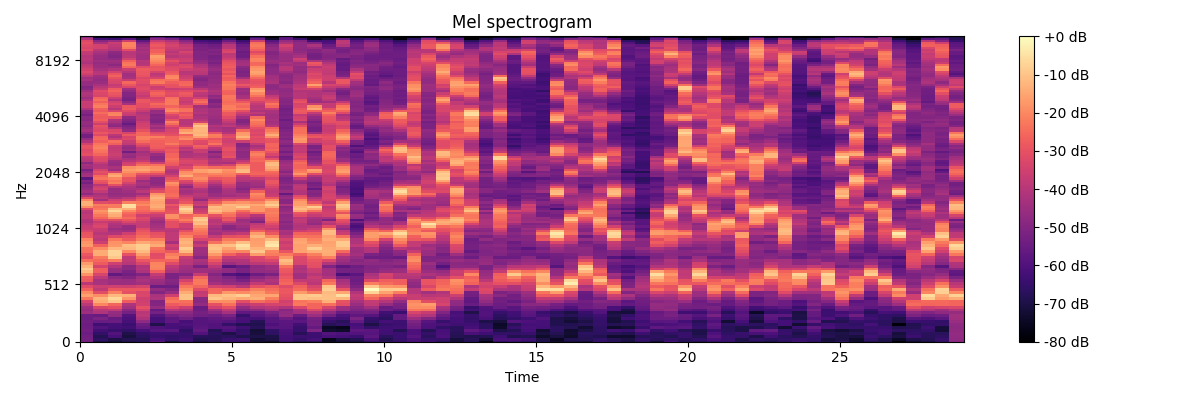 Mel spectrogram
8192
4096
2048
1024
512
0
Hz
0 5 10 15 20 25
Time
+0 dB
-10 dB
-20 dB
-30 dB
-40 dB
-50 dB
-60 dB
-70 dB
-80 dB